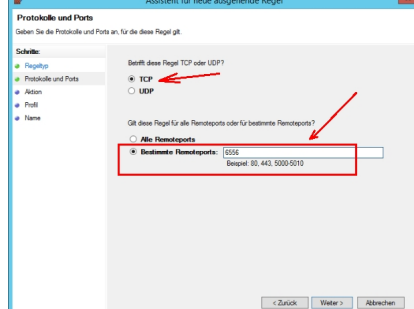 Assistent für neue ausgehende Regel
Protokolle und Ports
Geben Sie die Protokolle und Ports an, für die diese Regel gilt.
Schritte:
Regeltyp
Protokolle und Ports
Aktion
Profil
Name
Betrifft diese Regel TCP oder UDP?
TCP
UDP
Gilt diese Regel für alle Remoteports oder für bestimmte Remoteports?
Alle Remoteports
Bestimmte Remoteports: 6556
Beispiel: 80, 443, 5000-5010
< Zurück Weiter > Abbrechen